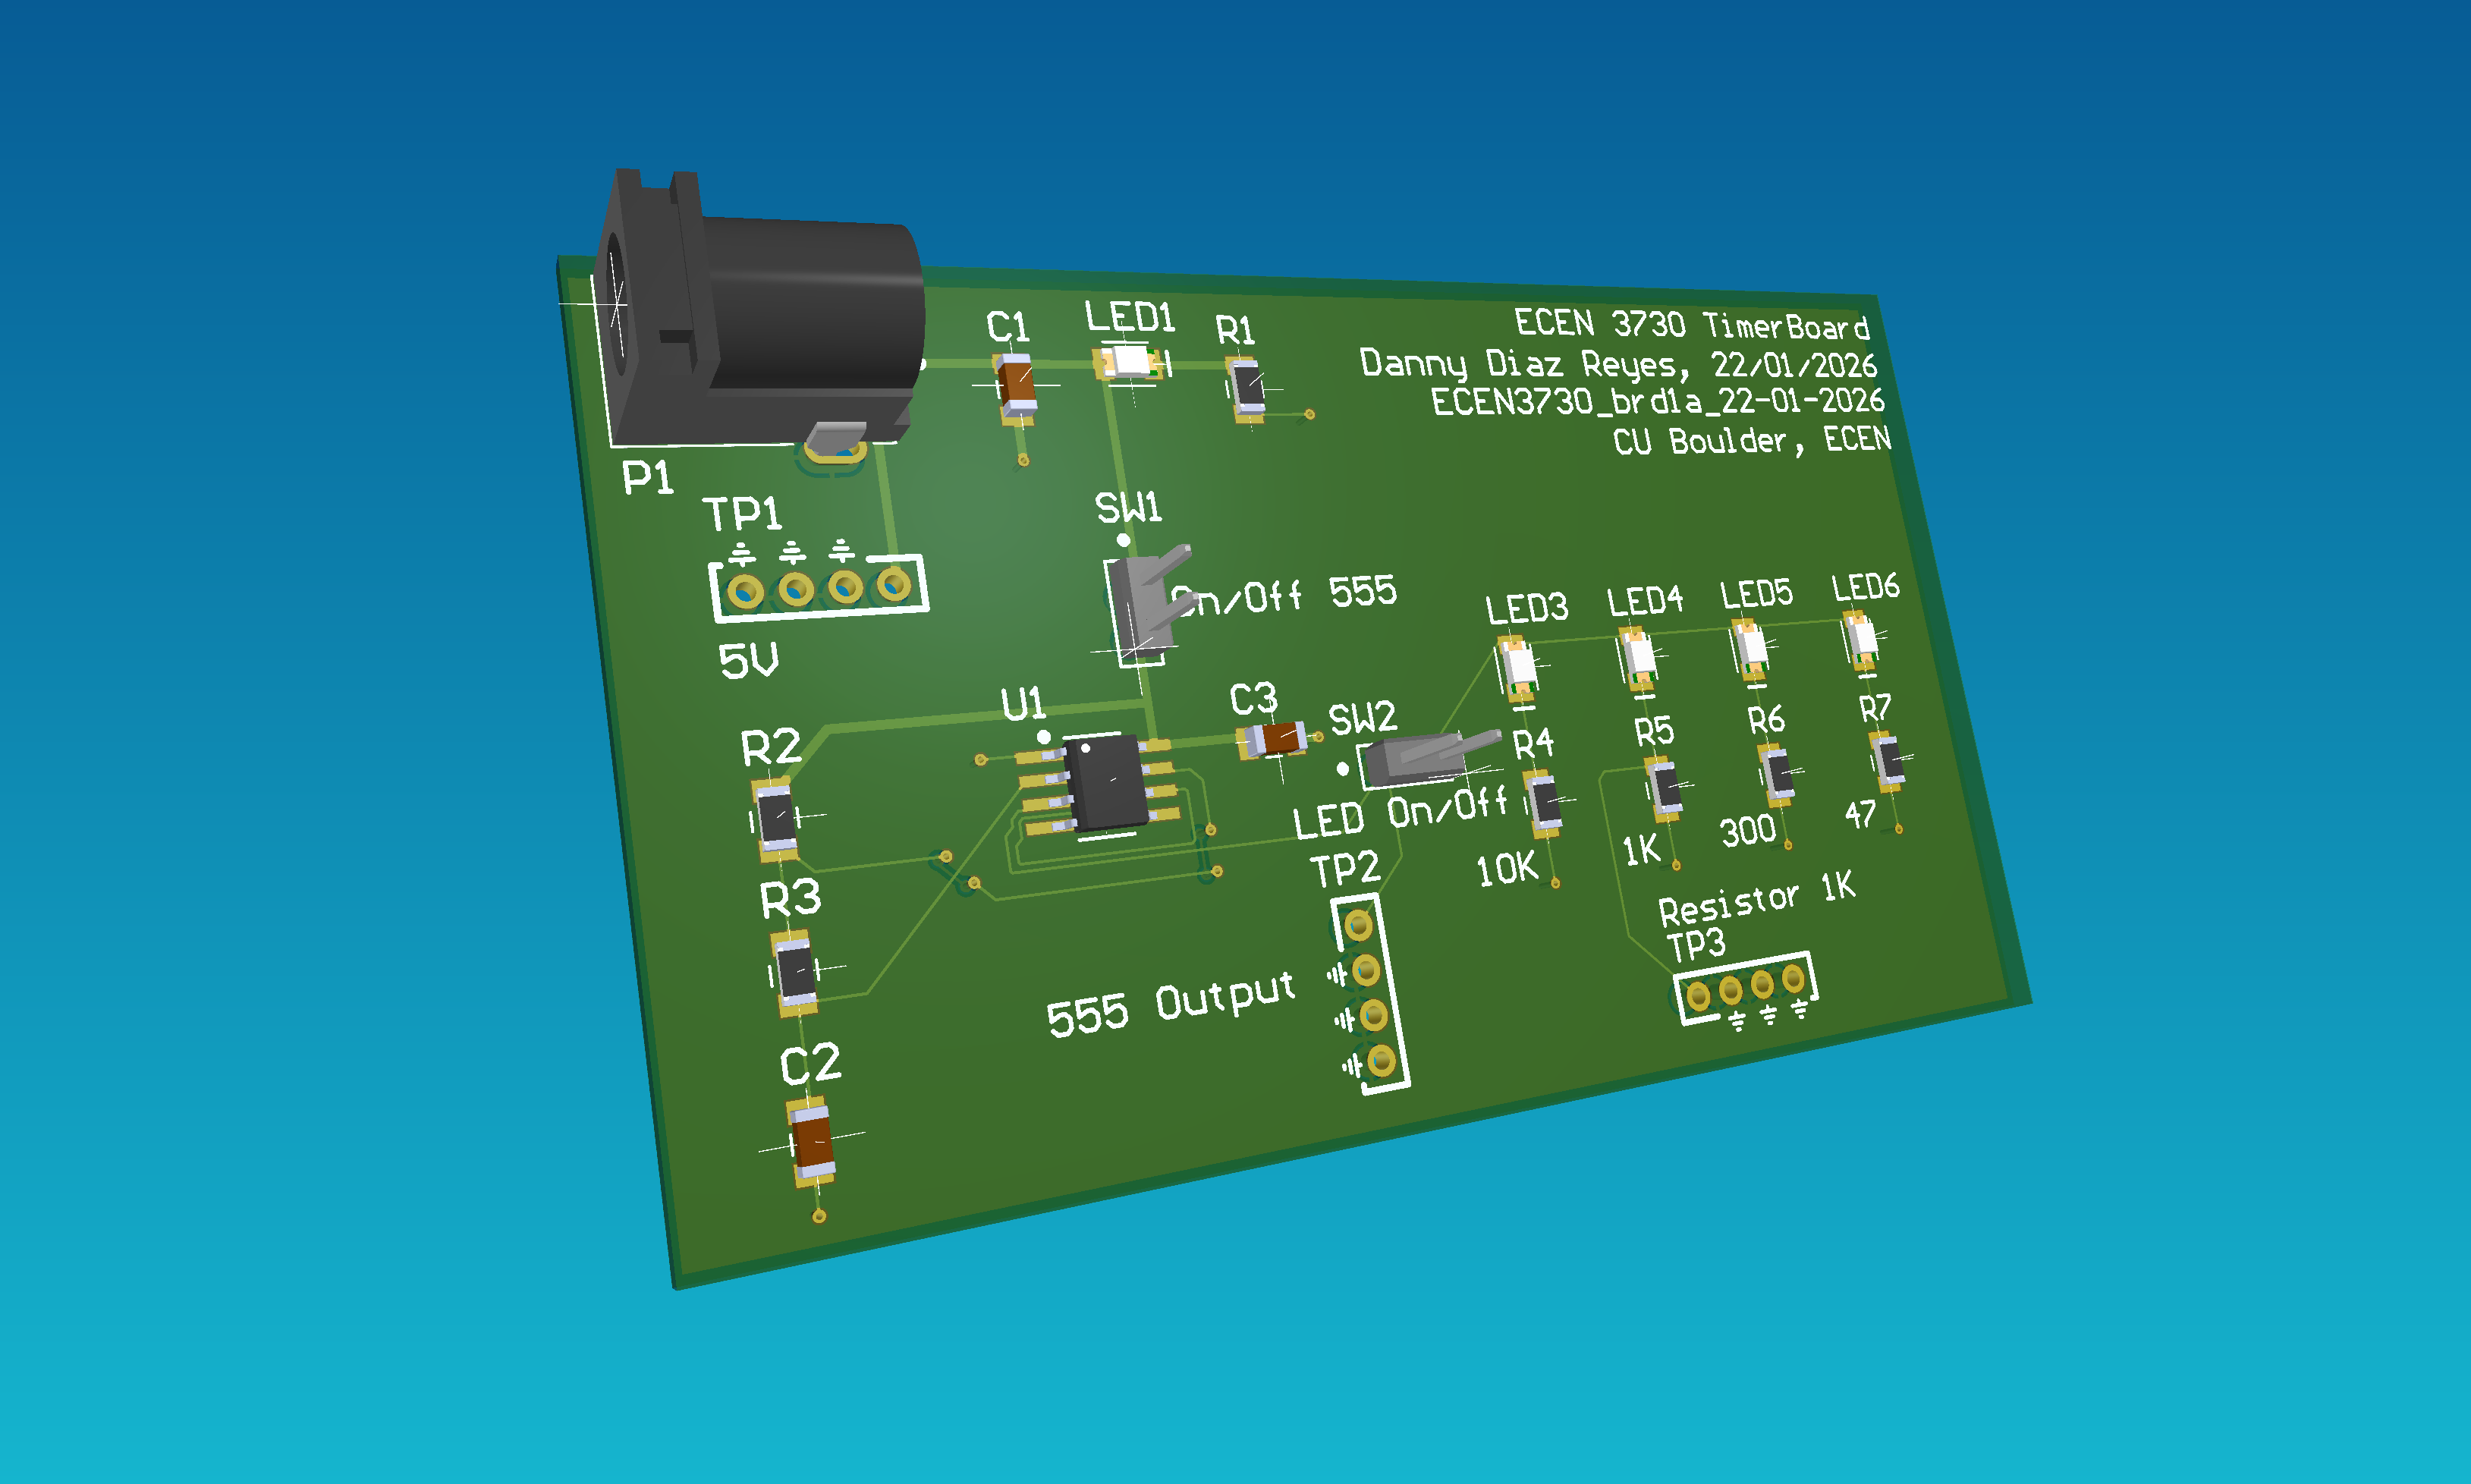 ECEN 3730 TimerBoard
Danny Diaz Reyes, 22/01/2026
ECEN3730_brd1a_22-01-2026
CU Boulder, ECEN
C1
LED1
R1
P1
TP1
5V
SW1
On/Off 555
LED3
LED4
LED5
LED6
U1
C3
SW2
R2
R4
R5
R6
R7
LED On/Off
10K
1K
300
47
R3
TP2
Resistor 1K
TP3
555 Output
C2